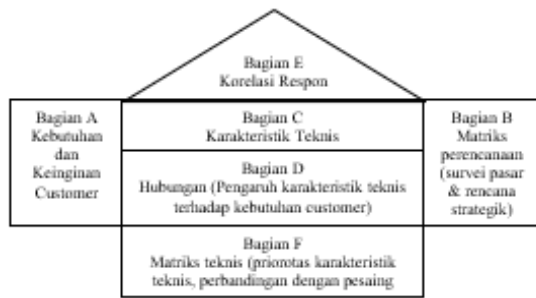 Bagian E
Korelasi Respon
Bagian A
Kebutuhan
dan
Keinginan
Customer
Bagian C
Karakteristik Teknis
Bagian D
Hubungan (Pengaruh karakteristik teknis
terhadap kebutuhan customer)
Bagian B
Matriks
perencanaan
(survei pasar
& rencana
strategik)
Bagian F
Matriks teknis (priorotas karakteristik
teknis, perbandingan dengan pesaing